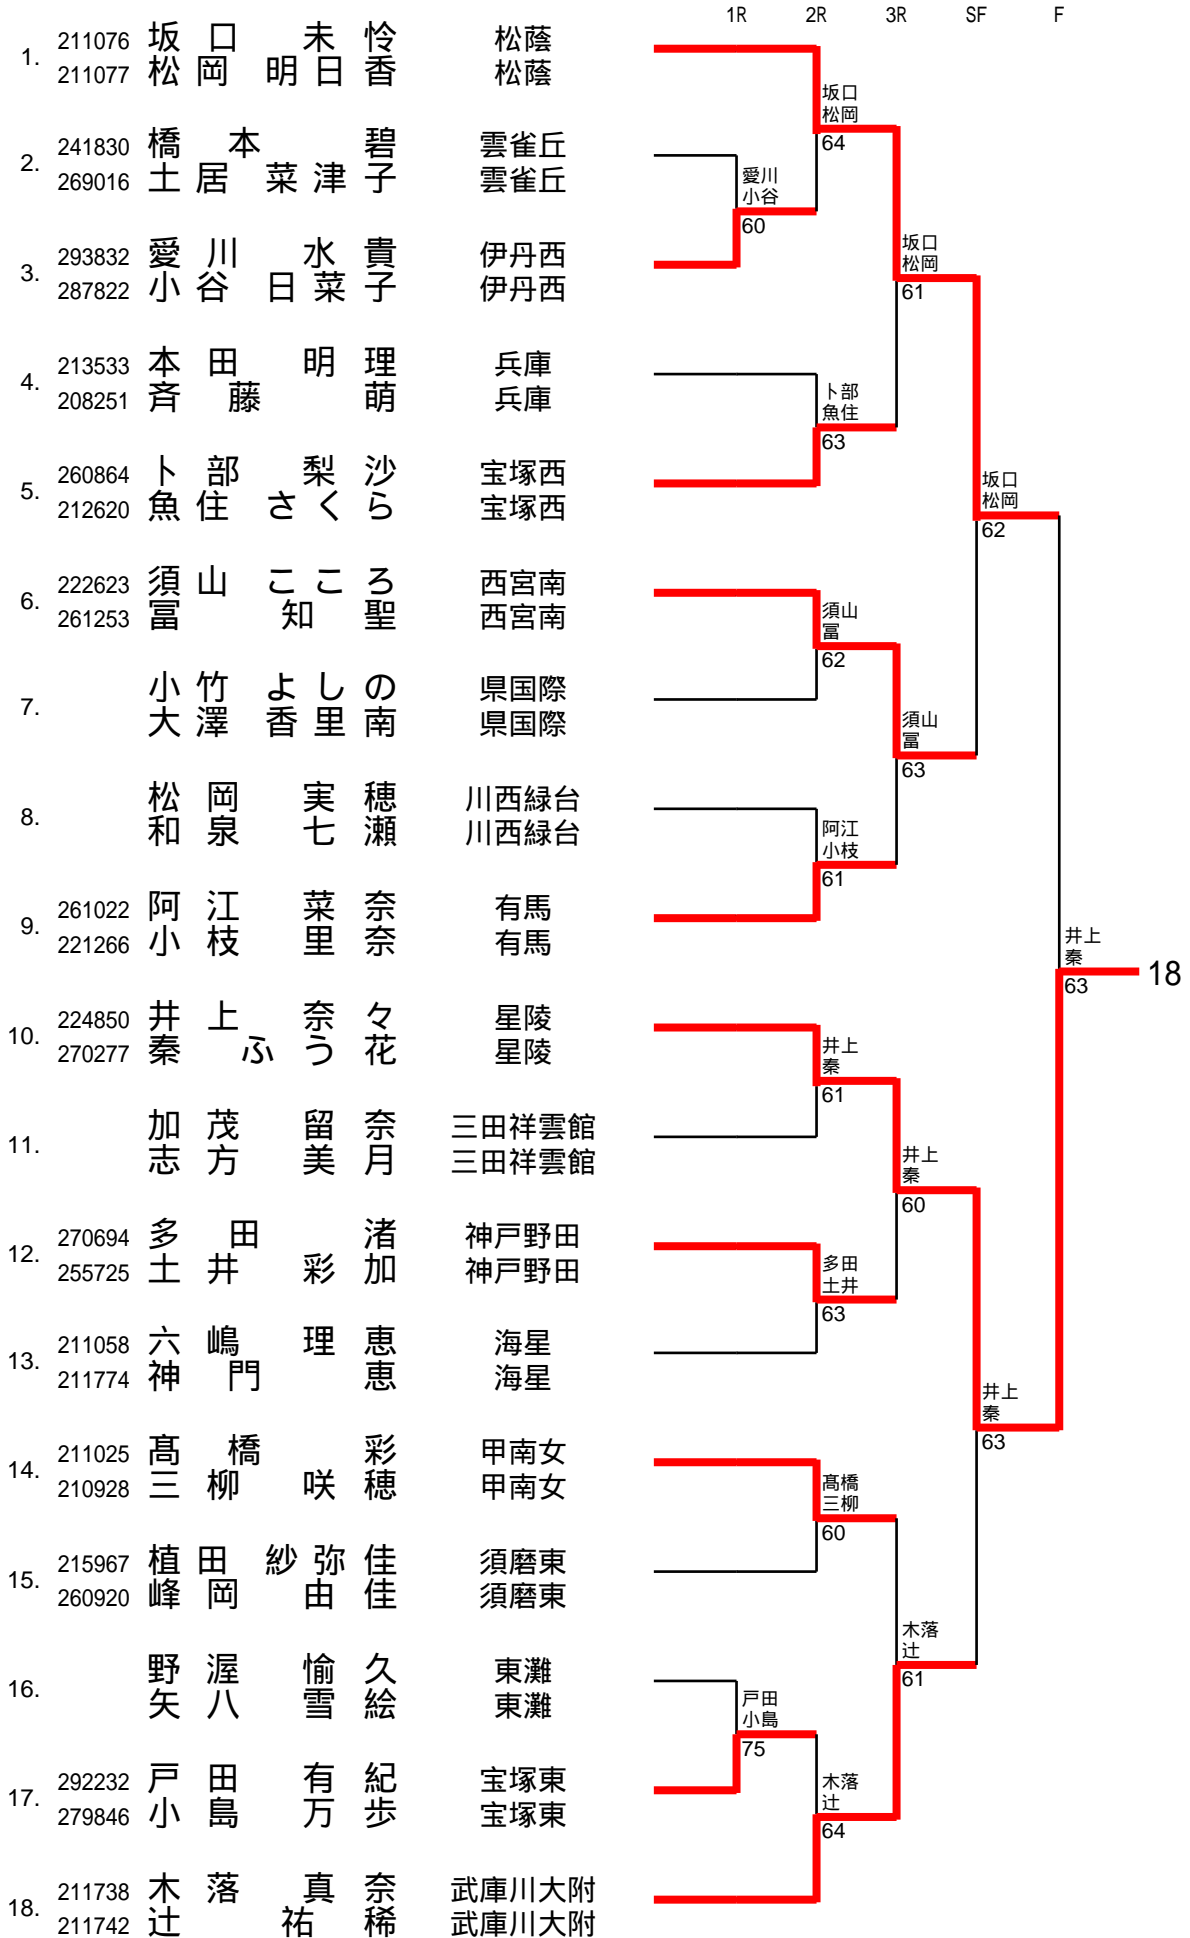 1R 2R 3R SF F
1. 211076 坂口 未怜 松蔭
211077 松岡 明日香 松蔭
坂口
松岡
64
2. 241830 橋本 碧 雲雀丘
269016 土居 菜津子 雲雀丘
愛川
小谷
60
3. 293832 愛川 水貴 伊丹西
287822 小谷 日菜子 伊丹西
坂口
松岡
61
4. 213533 本田 明理 兵庫
208251 斉藤 萌 兵庫
卜部
魚住
63
5. 260864 卜部 梨沙 宝塚西
212620 魚住 さくら 宝塚西
坂口
松岡
62
6. 222623 須山 こころ 西宮南
261253 冨 知聖 西宮南
須山
冨
62
7. 小竹 よしの 県国際
大澤 香里南 県国際
須山
冨
63
8. 松岡 実穂 川西緑台
和泉 七瀬 川西緑台
阿江
小枝
61
9. 261022 阿江 菜奈 有馬
221266 小枝 里奈 有馬
井上
秦
63
18
10. 224850 井上 奈々 星陵
270277 秦 ふう花 星陵
井上
秦
61
11. 加茂 留奈 三田祥雲館
志方 美月 三田祥雲館
井上
秦
60
12. 270694 多田 渚 神戸野田
255725 土井 彩加 神戸野田
多田
土井
63
13. 211058 六嶋 理恵 海星
211774 神門 恵 海星
井上
秦
63
14. 211025 髙橋 彩 甲南女
210928 三柳 咲穂 甲南女
髙橋
三柳
60
15. 215967 植田 紗弥佳 須磨東
260920 峰岡 由佳 須磨東
木落
辻
61
16. 野渥 愉久 東灘
矢八 雪絵 東灘
戸田
小島
75
17. 292232 戸田 有紀 宝塚東
279846 小島 万歩 宝塚東
木落
辻
64
18. 211738 木落 真奈 武庫川大附
211742 辻 祐稀 武庫川大附